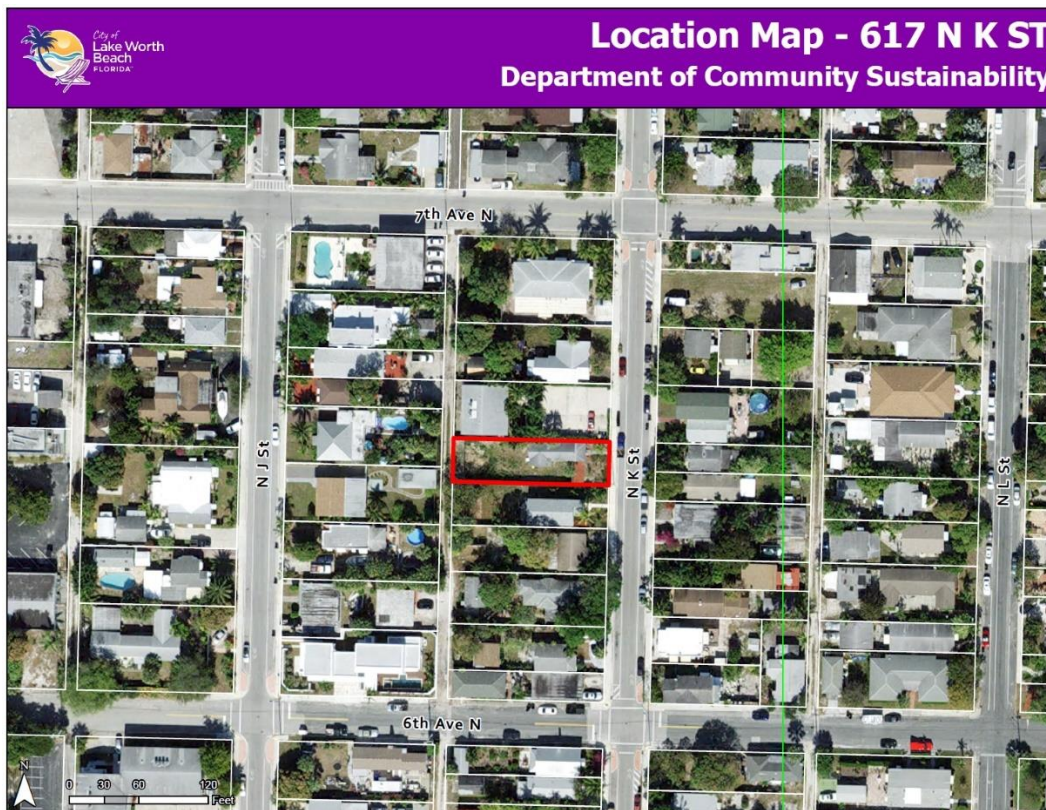 City of
Lake Worth
Beach
FLORIDA
Location Map - 617 N K ST
Department of Community Sustainability
7th Ave N
N J St
N K St
N L St
6th Ave N
N
0 30 60 120
Feet